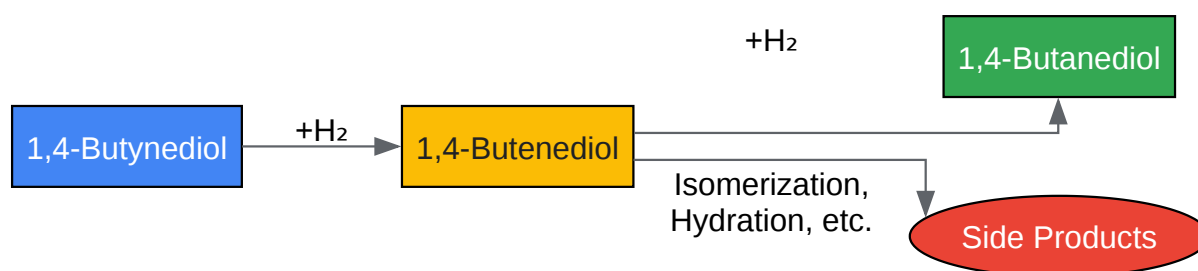 +H₂
1,4-Butanediol
1,4-Butynediol
+H₂
1,4-Butenediol
Isomerization,
Hydration, etc.
Side Products